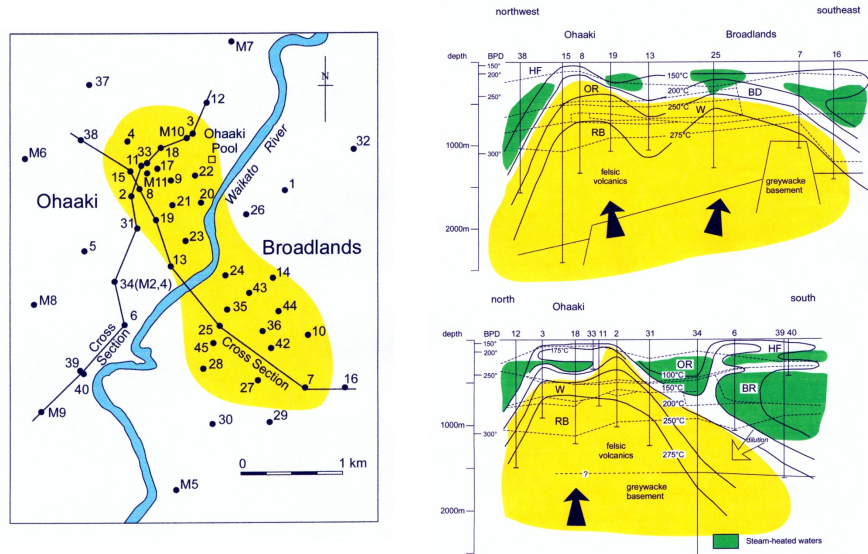 M7
37
N
12
3
M10
38
4
Ohaaki
Pool
River
Waikato
32
M6
33
18
11
17
15
M11
9
22
1
2
8
20
Ohaaki
21
26
19
31
23
Broadlands
5
13
24
14
34(M2,4)
43
M8
35
44
6
25
36
10
Cross
Section
45
42
Cross
Section
39
28
40
27
7
16
M9
30
29
0
1 km
M5
northwest
southeast
Ohaaki
Broadlands
depth
BPD
38
15
8
19
13
25
7
16
150°
200°
250°
300°
HF
OR
150°C
200°C
250°C
275°C
BD
W
RB
1000m
2000m
felsic
volcanics
greywacke
basement
north
Ohaaki
south
depth
BPD
12
3
18
33
11
2
31
34
6
39
40
150°
200°
250°
300°
175°C
HF
OR
100°C
150°C
200°C
250°C
275°C
BR
W
RB
1000m
2000m
dilution
felsic
volcanics
?
greywacke
basement
Steam-heated waters